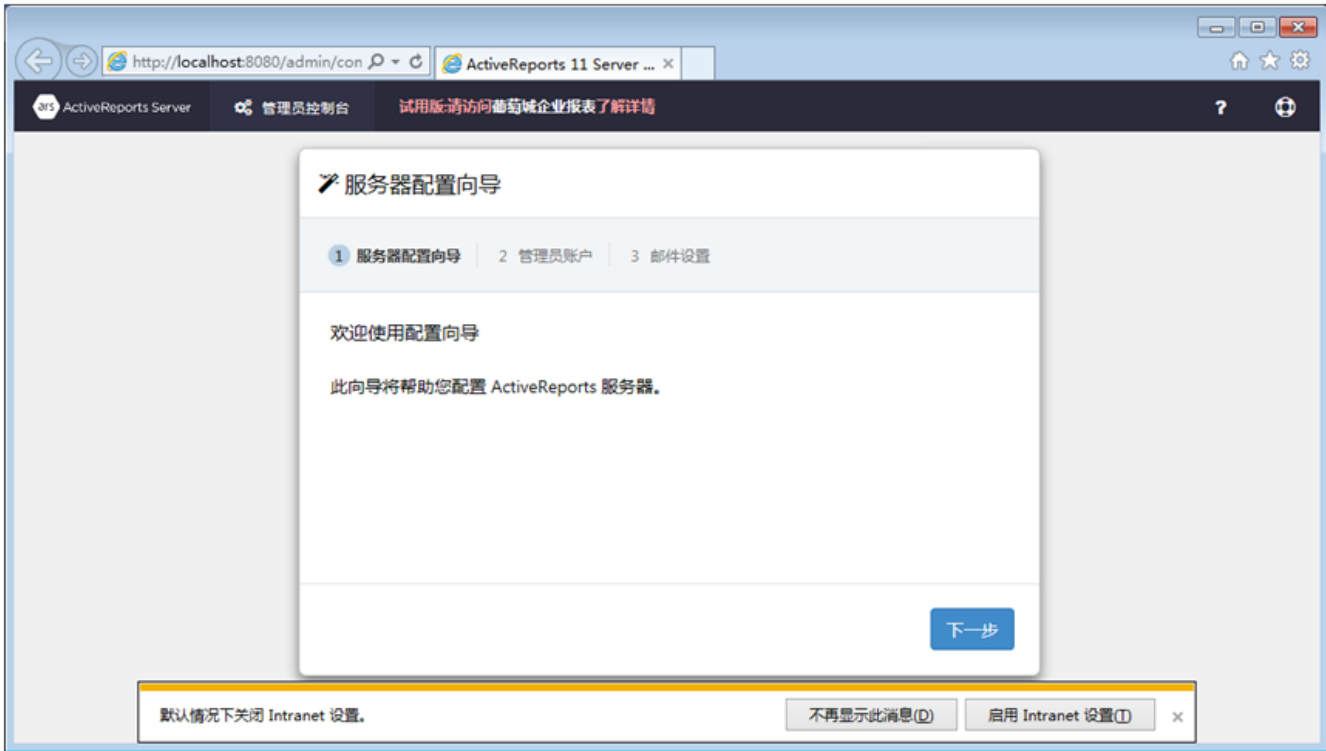 http://localhost:8080/admin/con
ActiveReports 11 Server ...
ars ActiveReports Server
管理员控制台
试用版:请访问葡萄城企业报表了解详情
?
服务器配置向导
1 服务器配置向导
2 管理员账户
3 邮件设置
欢迎使用配置向导
此向导将帮助您配置 ActiveReports 服务器。
下一步
默认情况下关闭 Intranet 设置。
不再显示此消息(D)
启用 Intranet 设置(T)